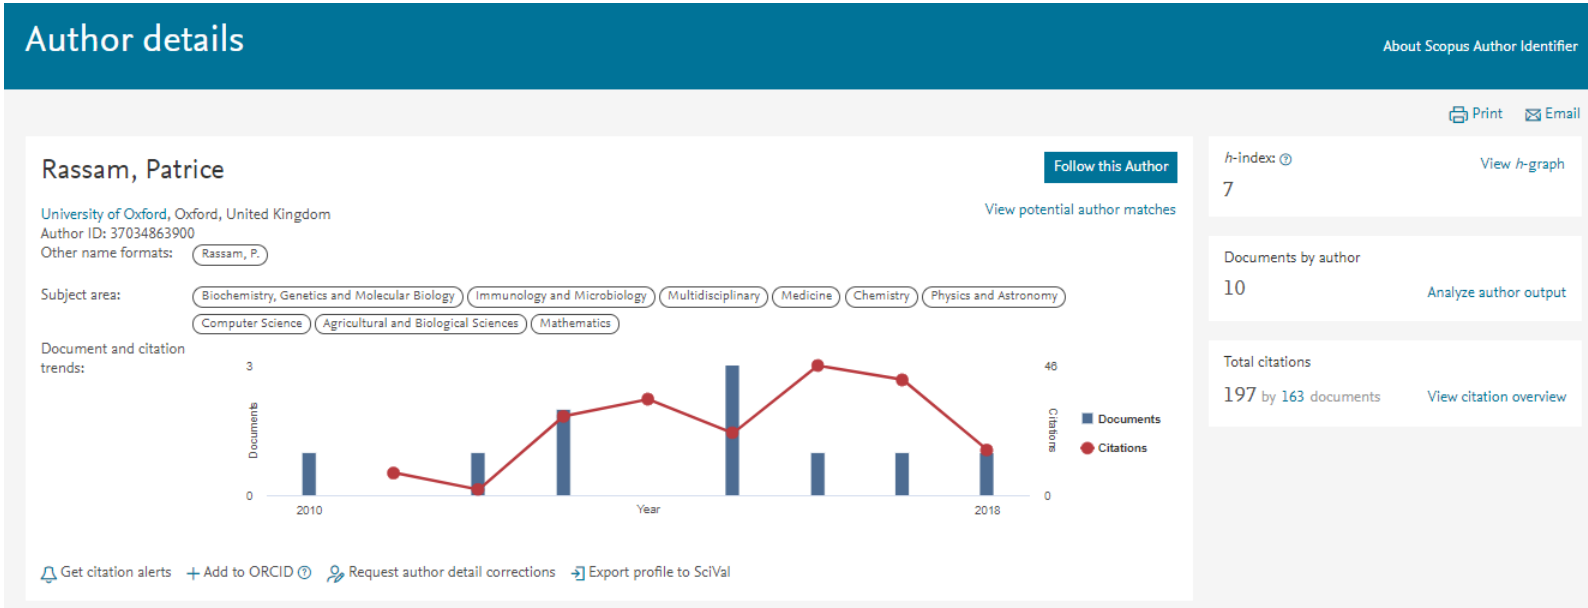 Author details
About Scopus Author Identifier
Print Email
Rassam, Patrice
Follow this Author
University of Oxford, Oxford, United Kingdom
View potential author matches
Author ID: 37034863900
Other name formats: Rassam, P.
Subject area: Biochemistry, Genetics and Molecular Biology Immunology and Microbiology Multidisciplinary Medicine Chemistry Physics and Astronomy
Computer Science Agricultural and Biological Sciences Mathematics
Document and citation
trends:
3
46
Documents
Citations
Documents
Citations
0
0
2010
Year
2018
Get citation alerts + Add to ORCID Request author detail corrections Export profile to SciVal
h-index:
View h-graph
7
Documents by author
10
Analyze author output
Total citations
197 by 163 documents
View citation overview